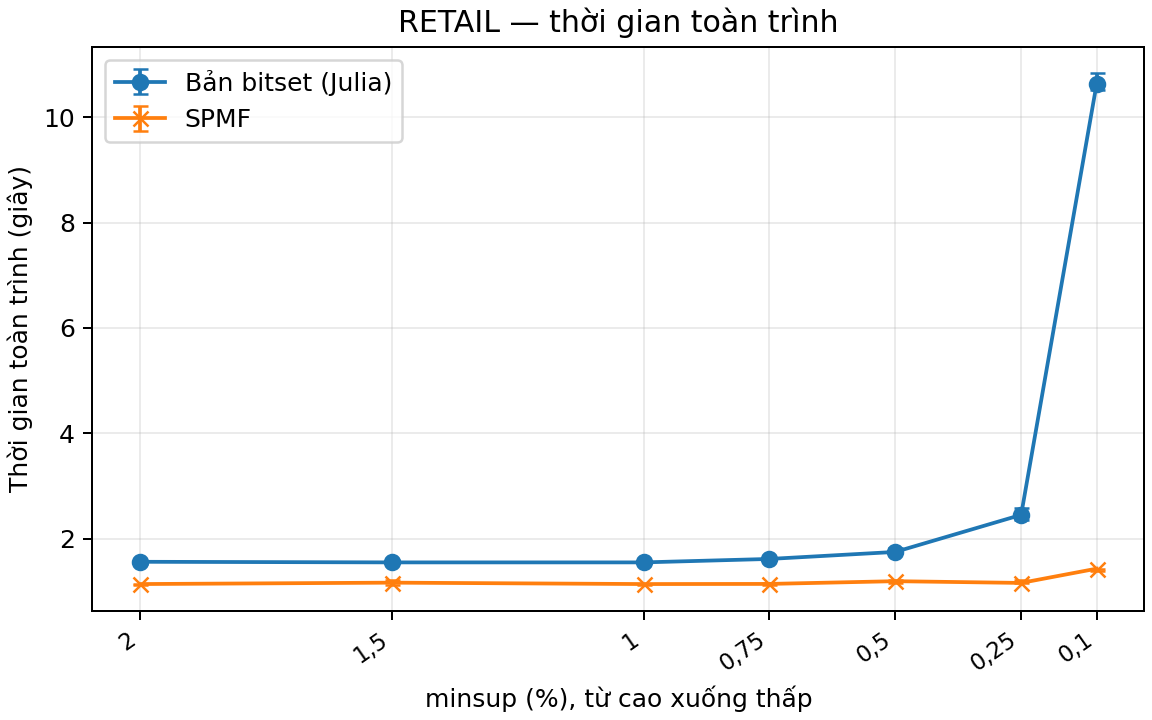 RETAIL — thời gian toàn trình
Bản bitset (Julia)
SPMF
Thời gian toàn trình (giây)
10
8
6
4
2
2
1,5
1
0,75
0,5
0,25
0,1
minsup (%), từ cao xuống thấp